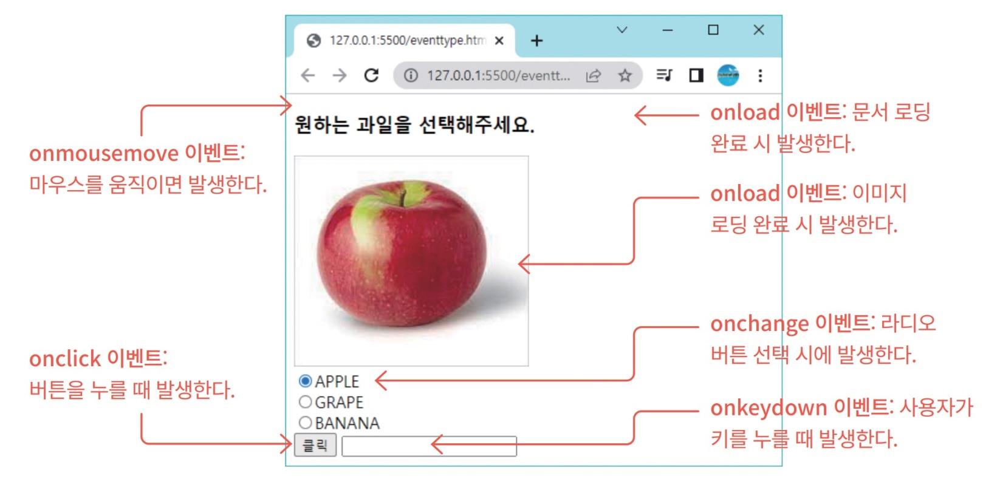 127.0.0.1:5500/eventtype.htm
127.0.0.1:5500/eventt...
원하는 과일을 선택해주세요.
onmousemove 이벤트:
마우스를 움직이면 발생한다.
onload 이벤트: 문서 로딩
완료 시 발생한다.
onload 이벤트: 이미지
로딩 완료 시 발생한다.
onclick 이벤트:
버튼을 누를 때 발생한다.
onchange 이벤트: 라디오
버튼 선택 시에 발생한다.
APPLE
GRAPE
BANANA
클릭
onkeydown 이벤트: 사용자가
키를 누를 때 발생한다.